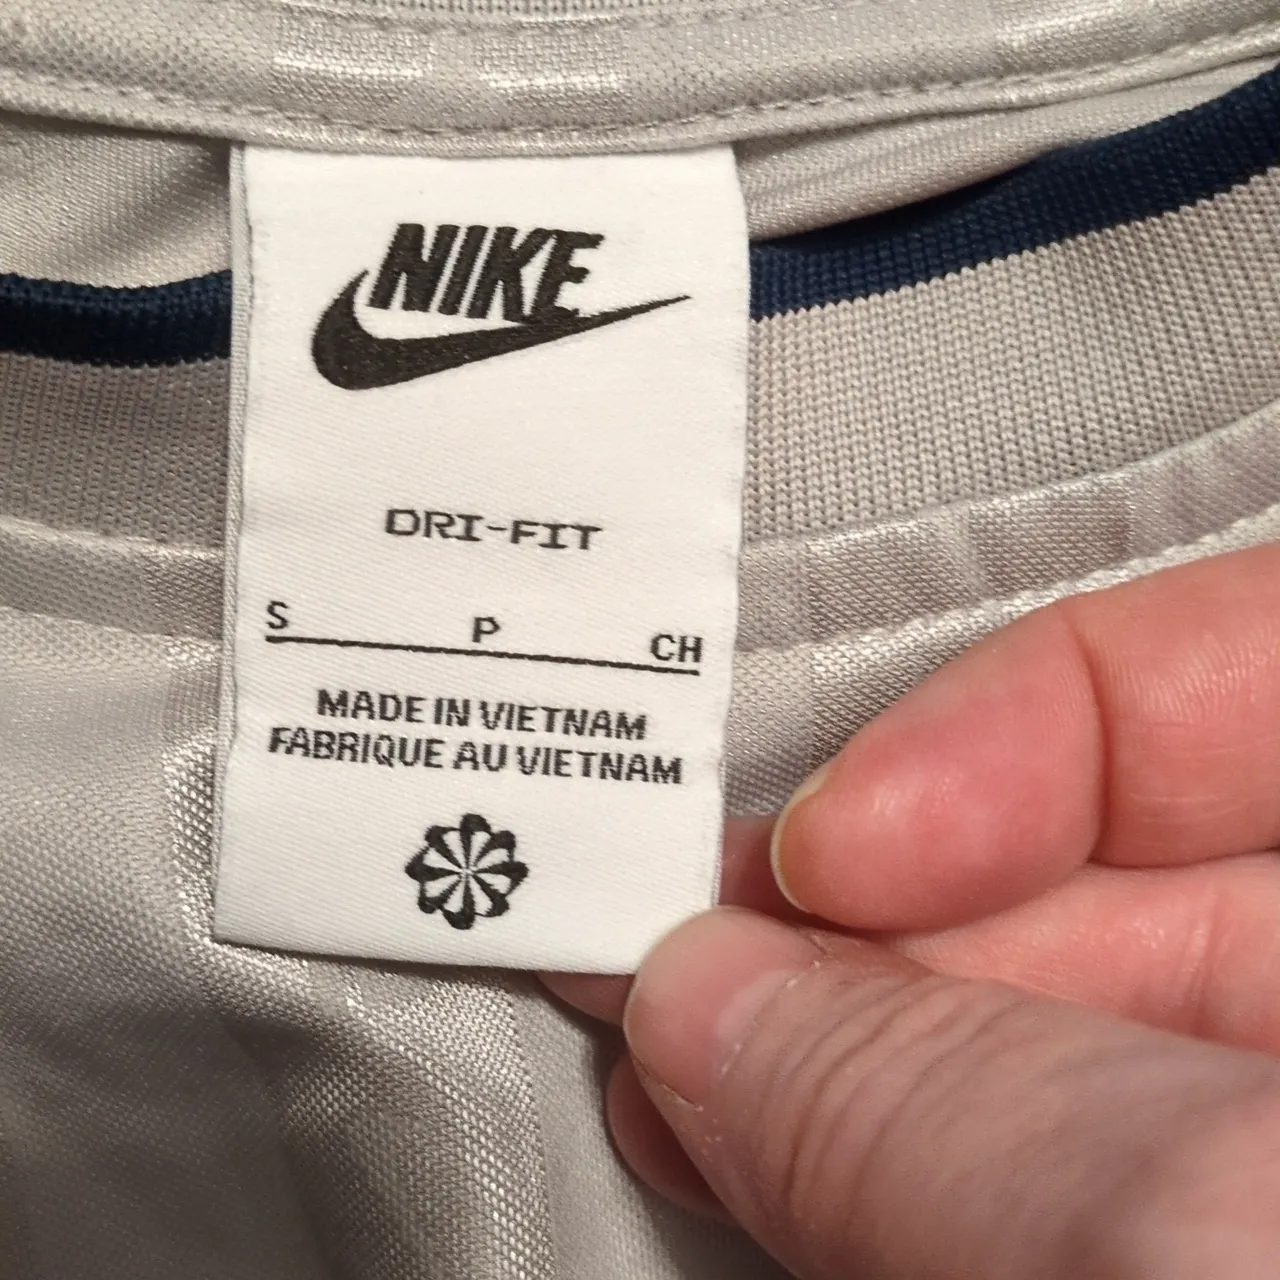 NIKE
DRI-FIT
S P CH
MADE IN VIETNAM
FABRIQUE AU VIETNAM